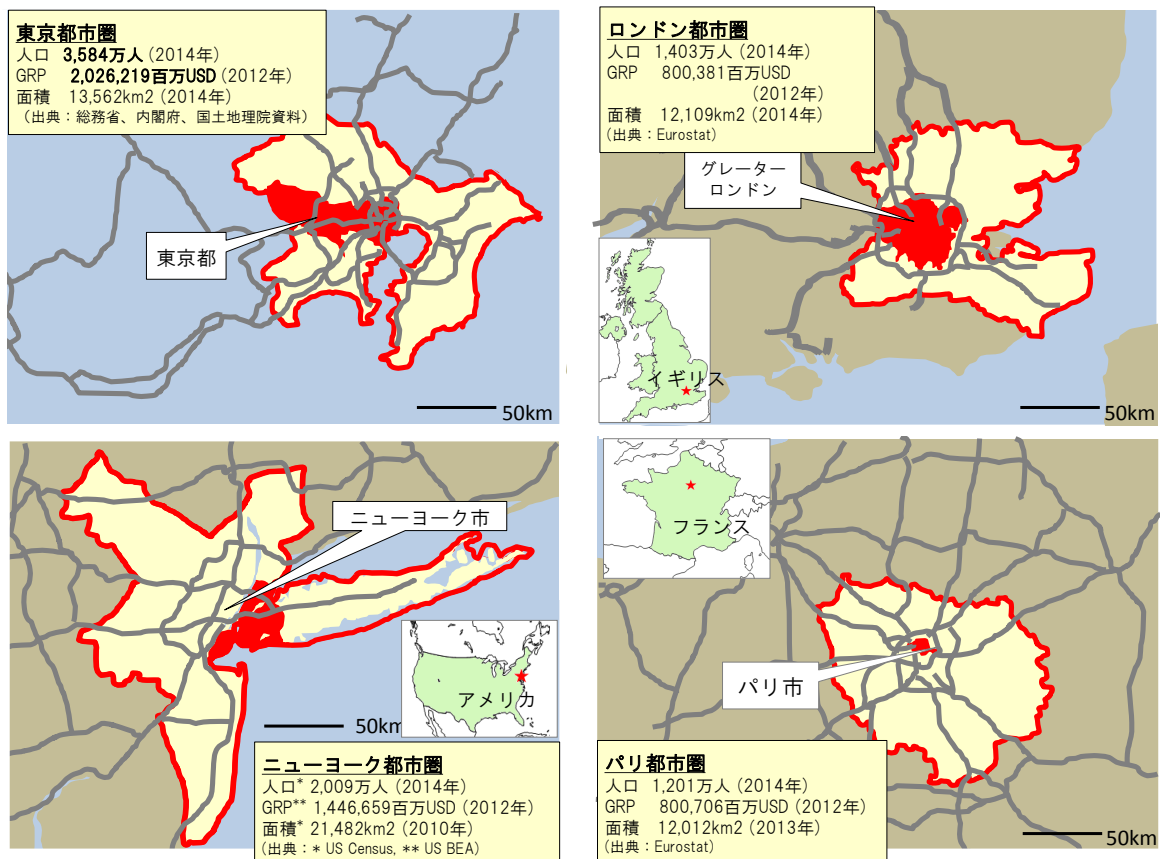 東京都市圏
人口 3,584万人 (2014年)
GRP 2,026,219百万USD (2012年)
面積 13,562km2 (2014年)
(出典：総務省、内閣府、国土地理院資料)
東京都
50km
ロンドン都市圏
人口 1,403万人 (2014年)
GRP 800,381百万USD
(2012年)
面積 12,109km2 (2014年)
(出典：Eurostat)
グレーター
ロンドン
イギリス
50km
ニューヨーク市
アメリカ
50km
ニューヨーク都市圏
人口* 2,009万人 (2014年)
GRP** 1,446,659百万USD (2012年)
面積* 21,482km2 (2010年)
(出典：* US Census, ** US BEA)
フランス
パリ市
パリ都市圏
人口 1,201万人 (2014年)
GRP 800,706百万USD (2012年)
面積 12,012km2 (2013年)
(出典：Eurostat)
50km